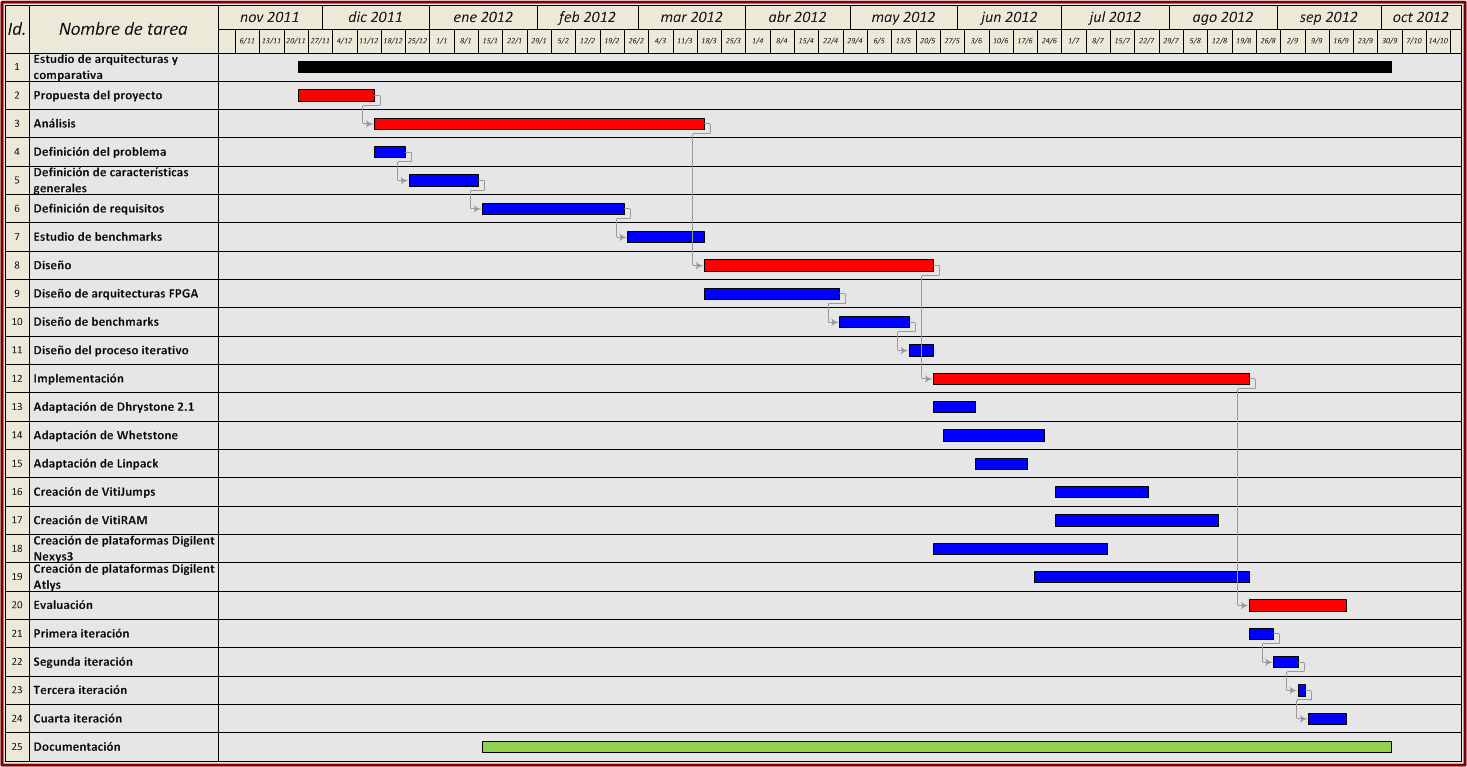 Id.
Nombre de tarea
nov 2011 dic 2011 ene 2012 feb 2012 mar 2012 abr 2012 may 2012 jun 2012 jul 2012 ago 2012 sep 2012 oct 2012
6/11 13/11 20/11 27/11 4/12 11/12 18/12 25/12 1/1 8/1 15/1 22/1 29/1 5/2 12/2 19/2 26/2 4/3 11/3 18/3 25/3 1/4 8/4 15/4 22/4 29/4 6/5 13/5 20/5 27/5 3/6 10/6 17/6 24/6 1/7 8/7 15/7 22/7 29/7 5/8 12/8 19/8 26/8 2/9 9/9 16/9 23/9 30/9 7/10 14/10
1 Estudio de arquitecturas y
comparativa
2 Propuesta del proyecto
3 Análisis
4 Definición del problema
5 Definición de características
generales
6 Definición de requisitos
7 Estudio de benchmarks
8 Diseño
9 Diseño de arquitecturas FPGA
10 Diseño de benchmarks
11 Diseño del proceso iterativo
12 Implementación
13 Adaptación de Dhrystone 2.1
14 Adaptación de Whetstone
15 Adaptación de Linpack
16 Creación de VitiJumps
17 Creación de VitiRAM
18 Creación de plataformas Digilent
Nexys3
19 Creación de plataformas Digilent
Atlys
20 Evaluación
21 Primera iteración
22 Segunda iteración
23 Tercera iteración
24 Cuarta iteración
25 Documentación